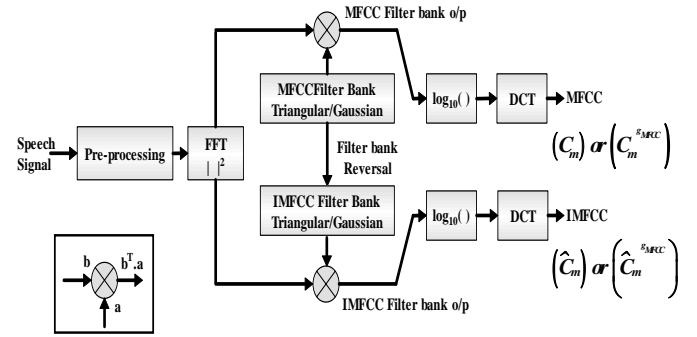 MFCC Filter bank o/p
MFCCFilter Bank
Triangular/Gaussian
log10( )
DCT
MFCC
Speech
Signal
Pre-processing
FFT
| |²
Filter bank
Reversal
(Cm) or (Cm^gMFCC)
IMFCC Filter Bank
Triangular/Gaussian
log10( )
DCT
IMFCC
(Ĉm) or (Ĉm^gMFCC)
IMFCC Filter bank o/p
b
b^T.a
a